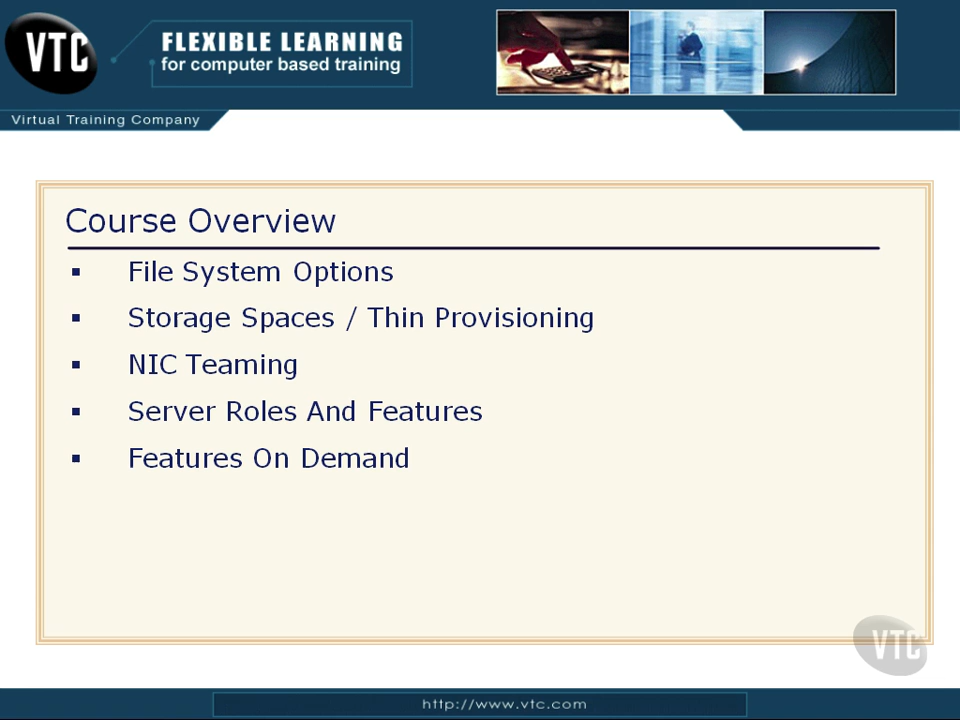 VTC
FLEXIBLE LEARNING
for computer based training
Virtual Training Company
Course Overview
▪ File System Options
▪ Storage Spaces / Thin Provisioning
▪ NIC Teaming
▪ Server Roles And Features
▪ Features On Demand
VTC
http://www.vtc.com